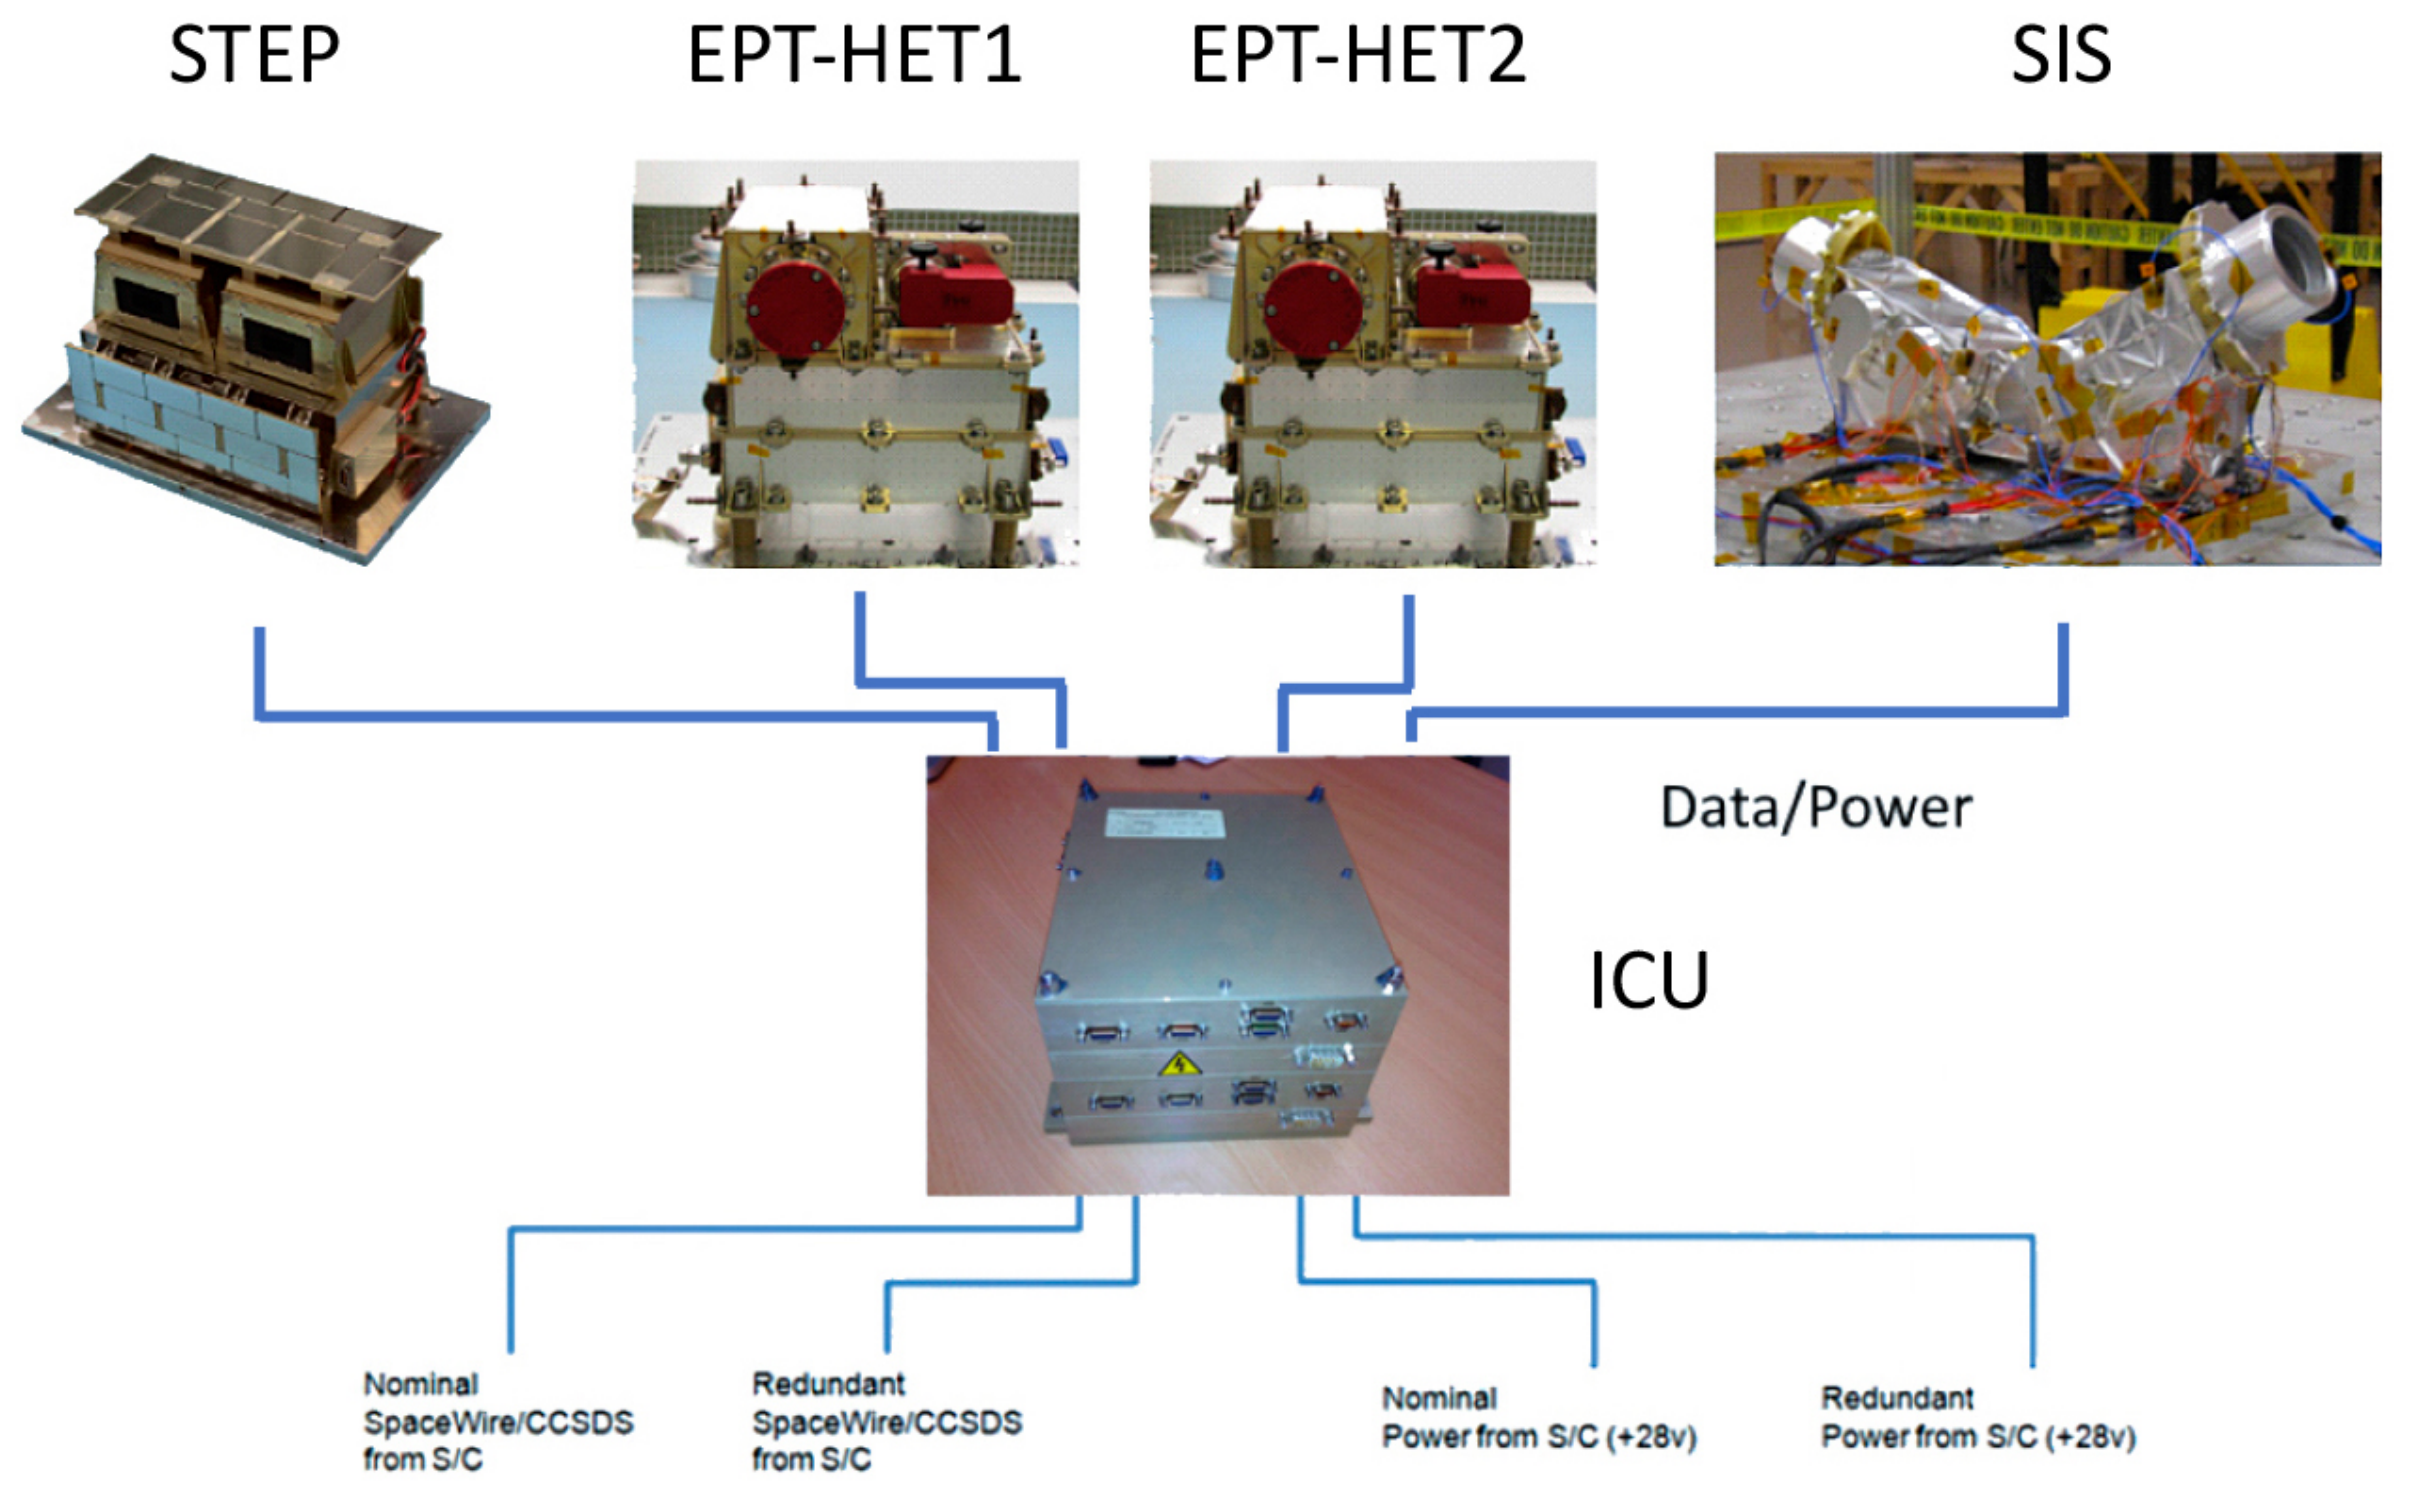 STEP
EPT-HET1
EPT-HET2
SIS
Data/Power
ICU
Nominal
SpaceWire/CCSDS
from S/C
Redundant
SpaceWire/CCSDS
from S/C
Nominal
Power from S/C (+28v)
Redundant
Power from S/C (+28v)